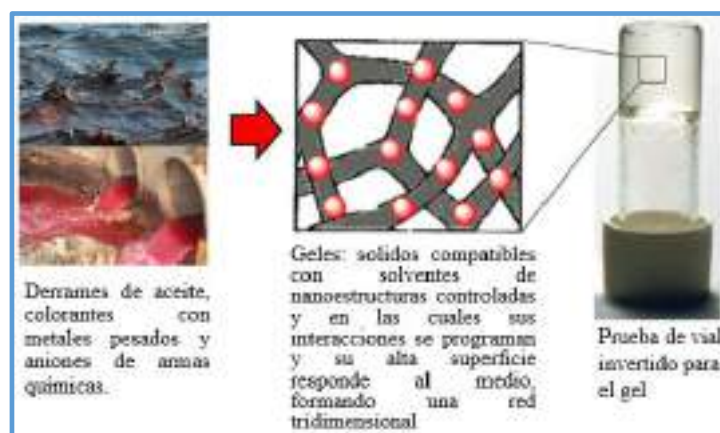 Derrames de aceite,
colorantes con
metales pesados y
aniones de armas
químicas.
Geles: solidos compatibles
con solventes de
nanoestructuras controladas
y en las cuales sus
interacciones se programan
y su alta superficie
responde al medio,
formando una red
tridimensional
Prueba de vial
invertido para
el gel